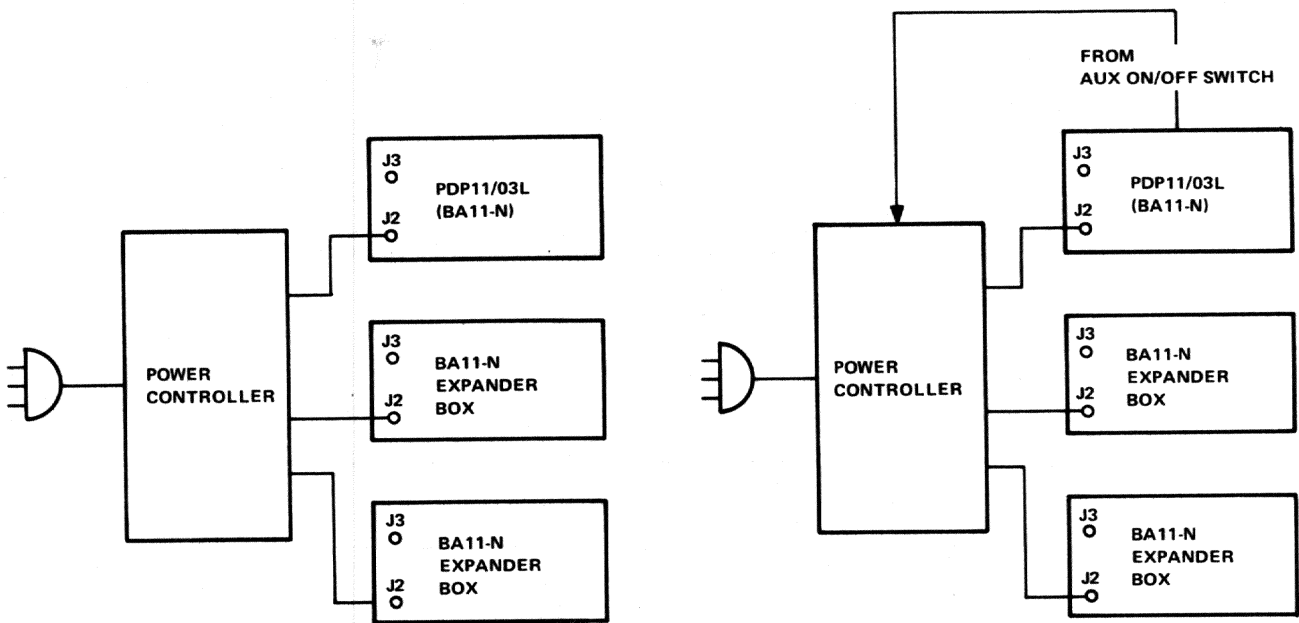 J3
PDP11/03L
(BA11-N)
J2
POWER
CONTROLLER
J3
BA11-N
EXPANDER
BOX
J2
J3
BA11-N
EXPANDER
BOX
J2
FROM
AUX ON/OFF SWITCH
J3
PDP11/03L
(BA11-N)
J2
POWER
CONTROLLER
J3
BA11-N
EXPANDER
BOX
J2
J3
BA11-N
EXPANDER
BOX
J2